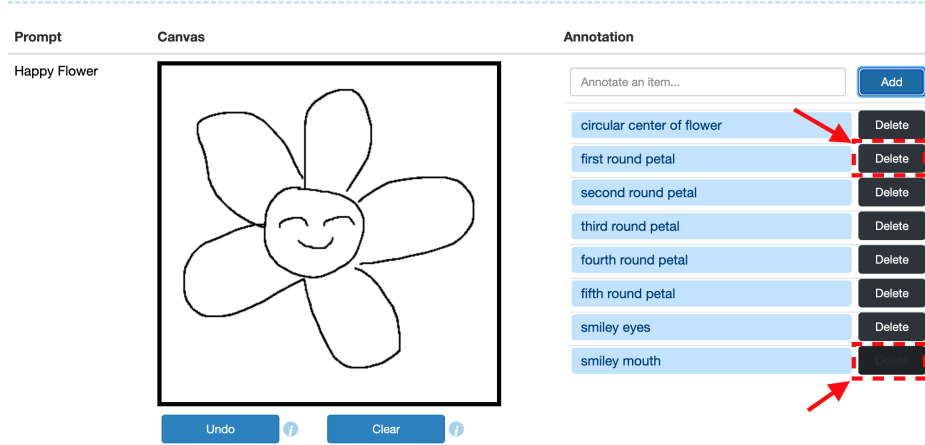 Prompt Canvas Annotation
Happy Flower
Annotate an item... Add
circular center of flower Delete
first round petal Delete
second round petal Delete
third round petal Delete
fourth round petal Delete
fifth round petal Delete
smiley eyes Delete
smiley mouth
Undo i Clear i